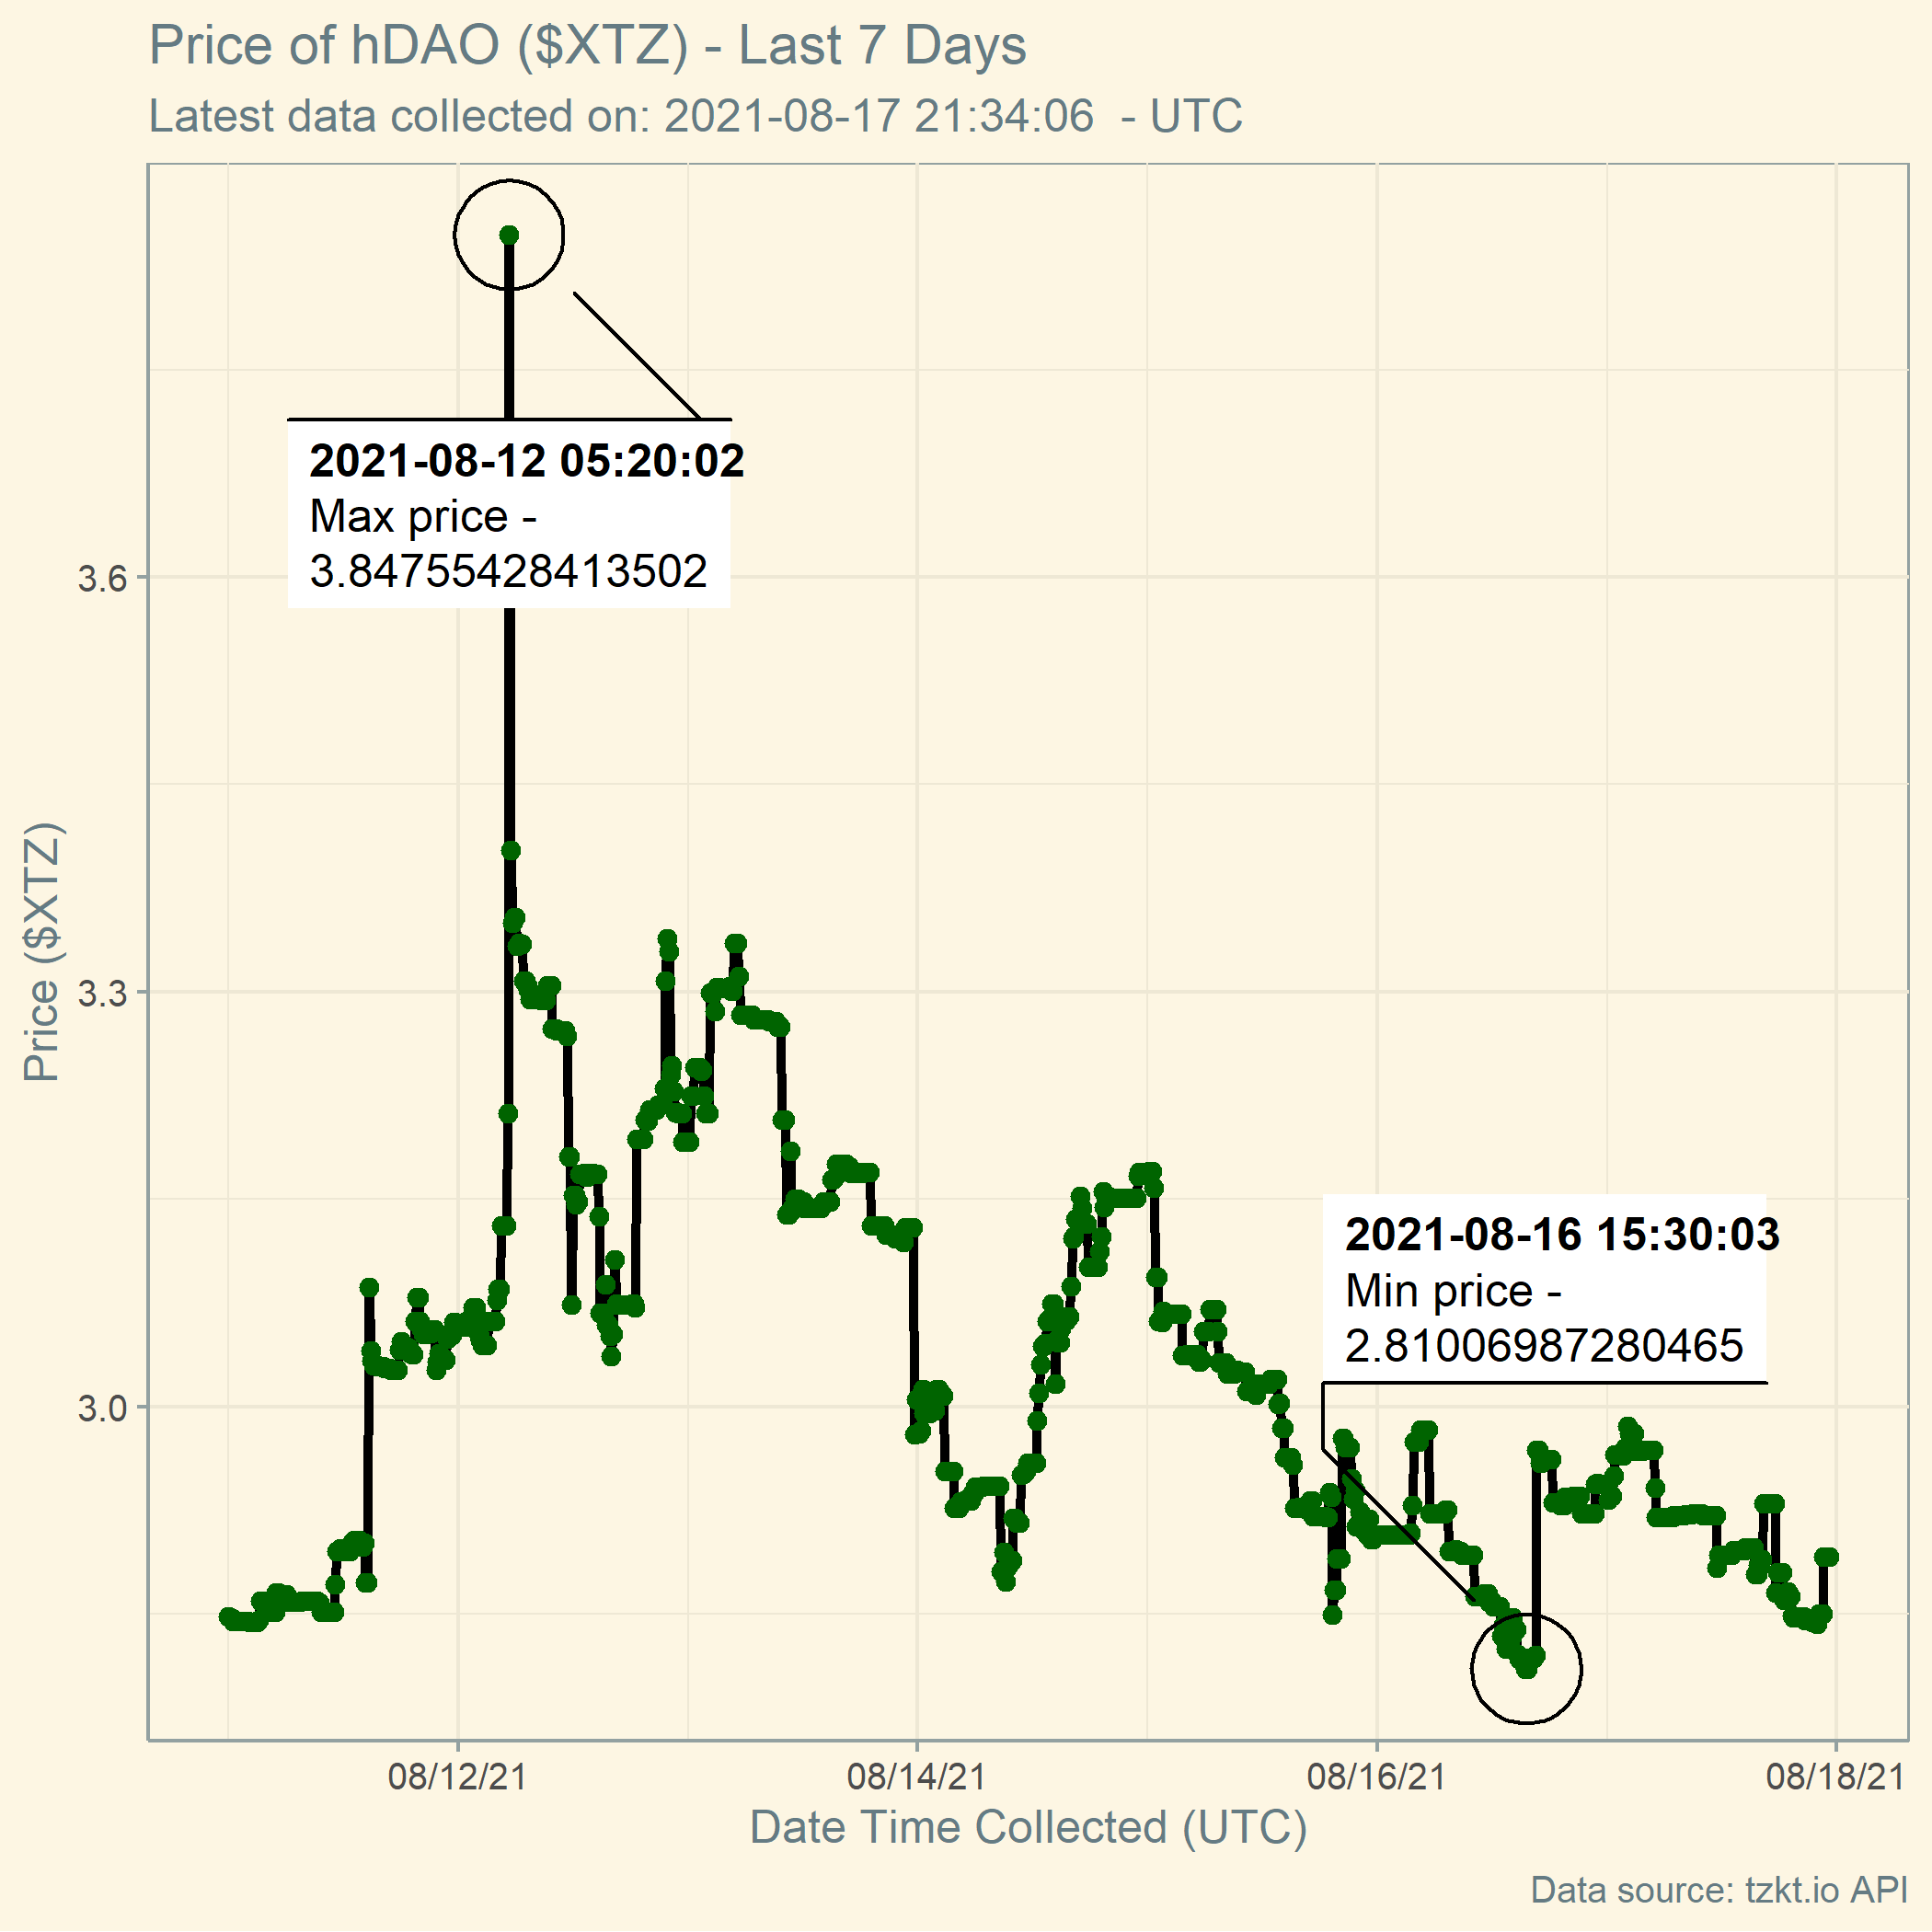 Price of hDAO ($XTZ) - Last 7 Days
Latest data collected on: 2021-08-17 21:34:06  - UTC
2021-08-12 05:20:02
Max price -
3.84755428413502
3.6
3.3
3.0
Price ($XTZ)
2021-08-16 15:30:03
Min price -
2.81006987280465
08/12/21
08/14/21
08/16/21
08/18/21
Date Time Collected (UTC)
Data source: tzkt.io API